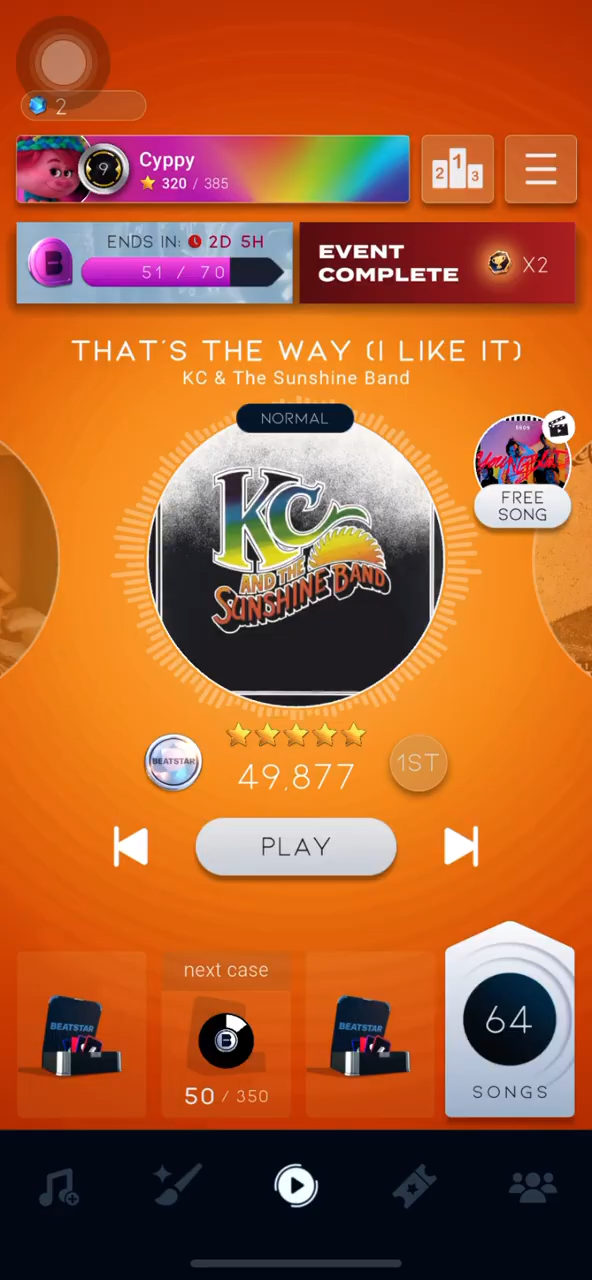 2
9
Cyppy
320 / 385
2 1 3
ENDS IN: 2D 5H
B
51 / 70
EVENT
COMPLETE
X2
THAT'S THE WAY (I LIKE IT)
KC & The Sunshine Band
NORMAL
KC
AND THE
SUNSHINE BAND
5SOS
Youngblood
FREE
SONG
BEATSTAR
49,877
1ST
PLAY
next case
BEATSTAR
B
BEATSTAR
50 / 350
64
SONGS